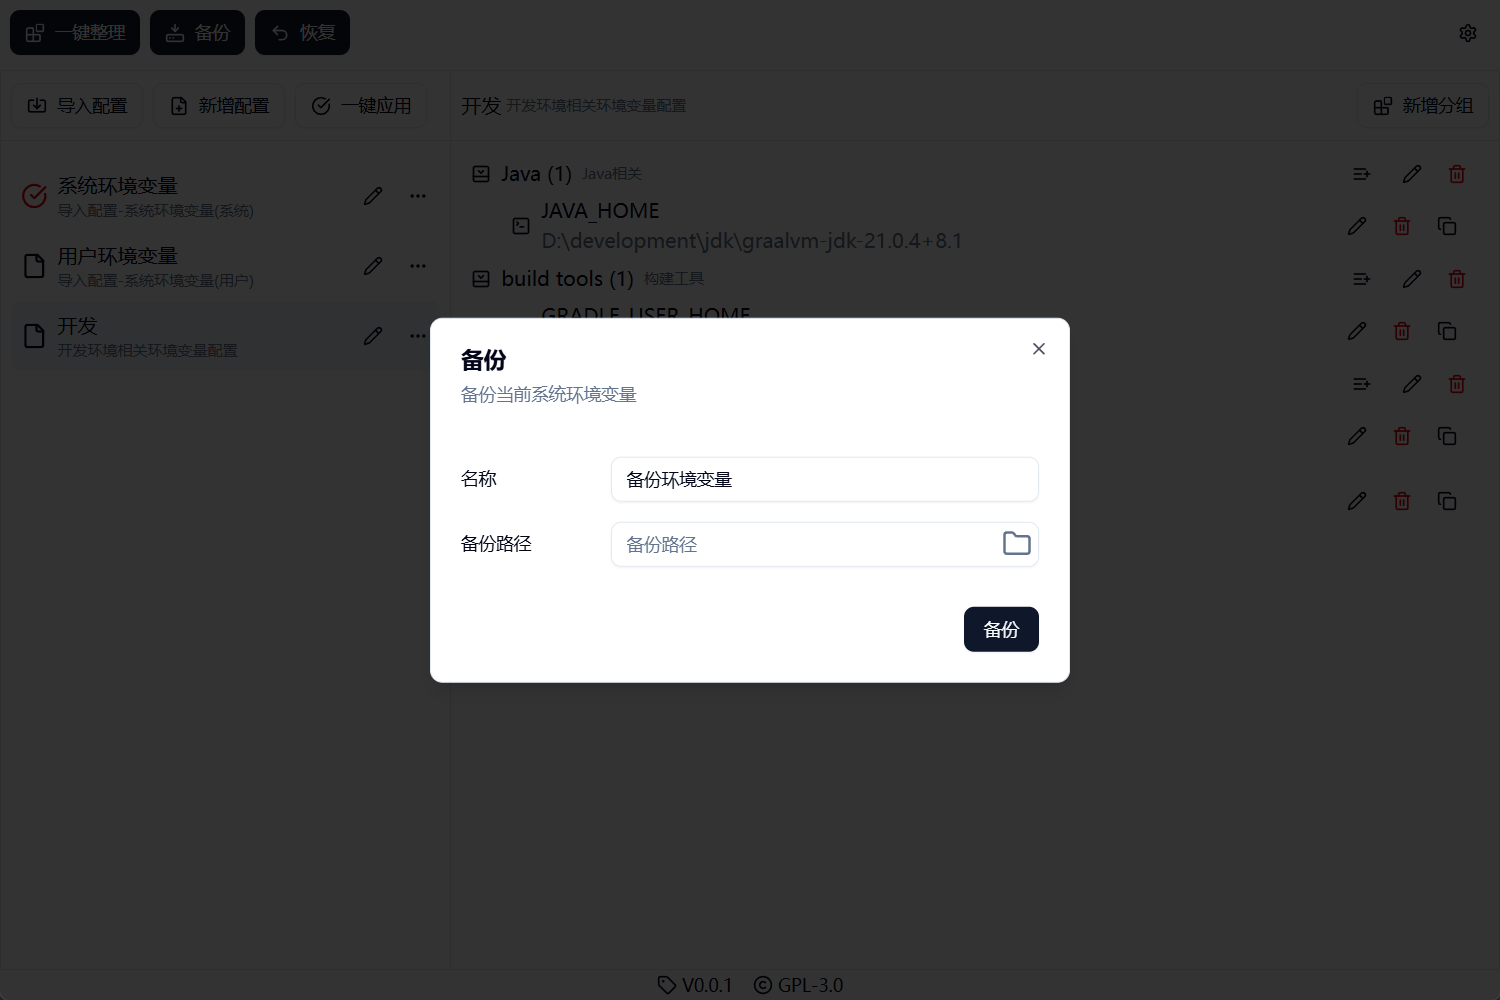 一键整理 备份 恢复
导入配置 新增配置 一键应用
系统环境变量
导入配置-系统环境变量(系统)
用户环境变量
导入配置-系统环境变量(用户)
开发
开发环境相关环境变量配置
开发 开发环境相关环境变量配置
新增分组
Java (1) Java相关
JAVA_HOME
D:\development\jdk\graalvm-jdk-21.0.4+8.1
build tools (1) 构建工具
GRADLE_USER_HOME
备份
备份当前系统环境变量
名称
备份环境变量
备份路径
备份路径
备份
V0.0.1 GPL-3.0